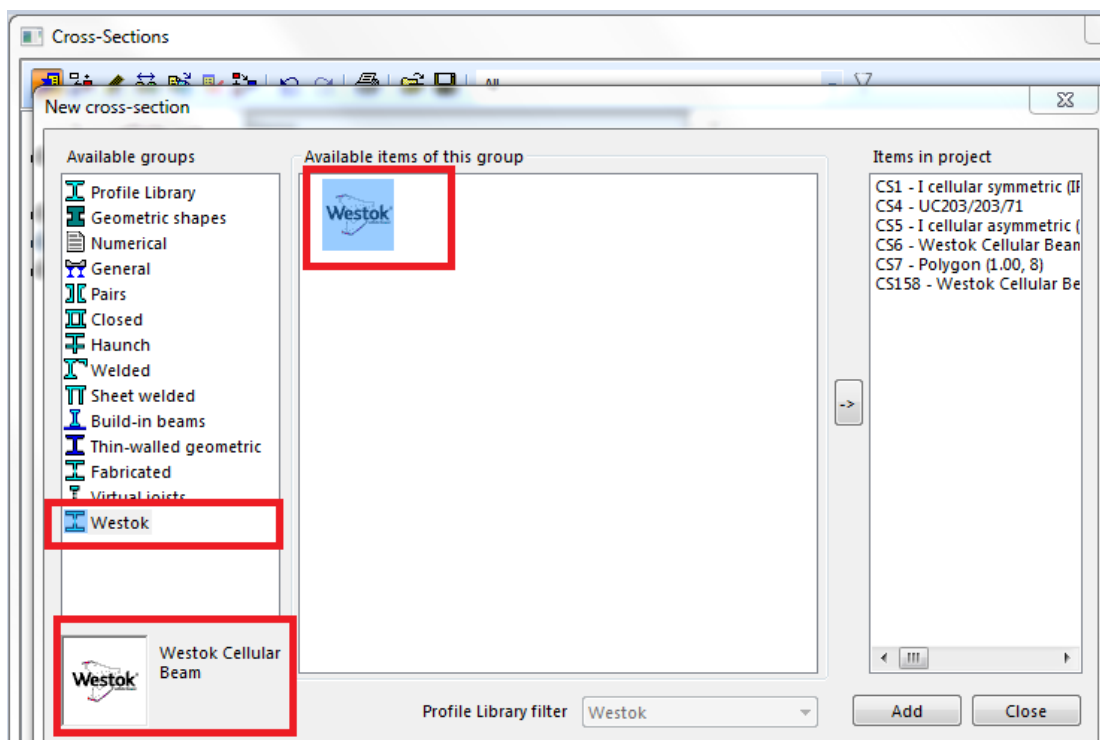 Cross-Sections
All
New cross-section
Available groups
Available items of this group
Items in project
Profile Library
Geometric shapes
Numerical
General
Pairs
Closed
Haunch
Welded
Sheet welded
Build-in beams
Thin-walled geometric
Fabricated
Virtual joists
Westok
Westok
CS1 - I cellular symmetric (IF
CS4 - UC203/203/71
CS5 - I cellular asymmetric (
CS6 - Westok Cellular Bean
CS7 - Polygon (1.00, 8)
CS158 - Westok Cellular Be
->
Westok
Westok Cellular
Beam
Profile Library filter
Westok
Add
Close